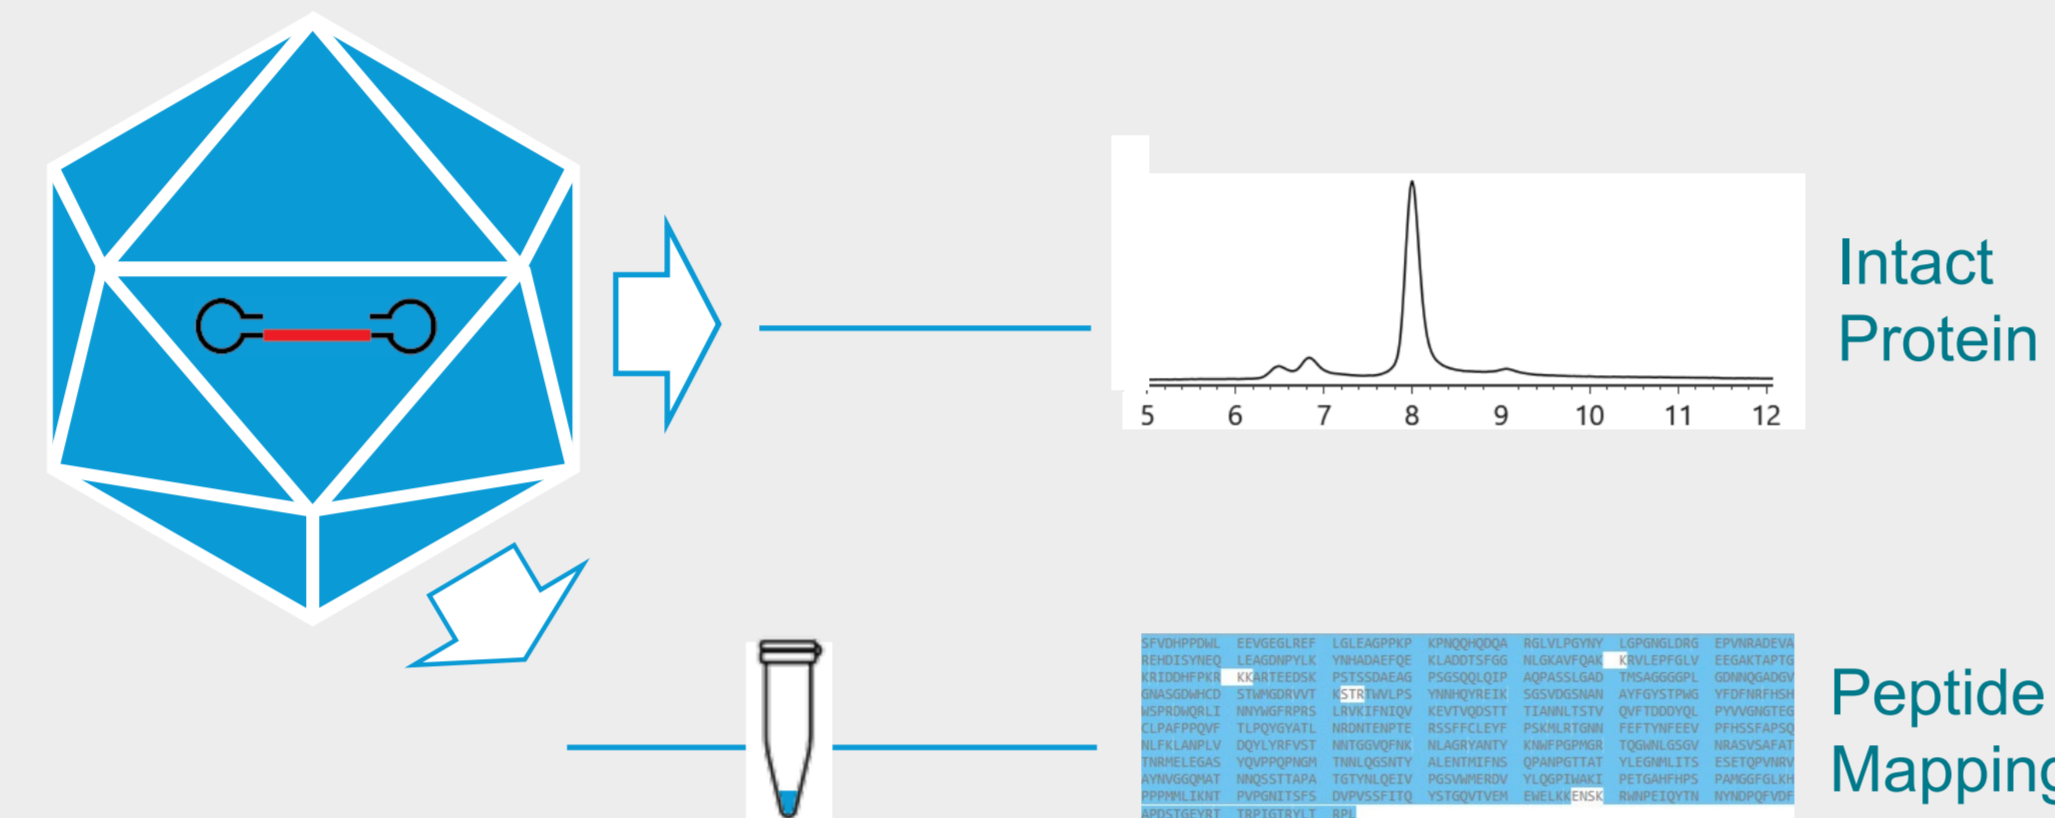 Intact
Protein
5 6 7 8 9 10 11 12
SFVDHPPDWL EEVGEGLREF LGLEAGPPKP KPNQQHQDQA RGLVLPGYNY LGPGNGLDRG EPVNRADEVA
REHDISYNEQ LEAGDNPYLK YNHADAEFQE KLADDTSFGG NLGKAVFQAK KRVLEPFGLV EEGAKTAPTG
KRIDDHFPKR KKARTEEDSK PSTSSDAEAG PSGSQQLQIP AQPASSLGAD TMSAGGGGPL GDNNQGADGV
GNASGDWHCD STWMGDRVVT KSTRTWVLPS YNNHQYREIK SGSVDGSNAN AYFGYSTPWG YFDFNRFHSH
WSPRDWQRLI NNYWGFRPRS LRVKIFNIQV KEVTVQDSTT TIANNLTSTV QVFTDDDYQL PYVVGNGTEG
CLPAFPPQVF TLPQYGYATL NRDNTENPTE RSSFFCLEYF PSKMLRTGNN FEFTYNFEEV PFHSSFAPSQ
NLFKLANPLV DQYLYRFVST NNTGGVQFNK NLAGRYANTY KNWFPGPMGR TQGWNLGSGV NRASVSAFAT
TNRMELEGAS YQVPPQPNGM TNNLQGSNTY ALENTMIFNS QPANPGTTAT YLEGNMLITS ESETQPVNRV
AYNVGGQMAT NNQSSTTAPA TGTYNLQEIV PGSVWMERDV YLQGPIWAKI PETGAHFHPS PAMGGFGLKH
PPPMMLIKNT PVPGNITSFS DVPVSSFITQ YSTGQVTVEM EWELKKENSK RWNPEIQYTN NYNDPQFVDF
APDSTGEYRT TRPIGTRYLT RPL
Peptide
Mapping